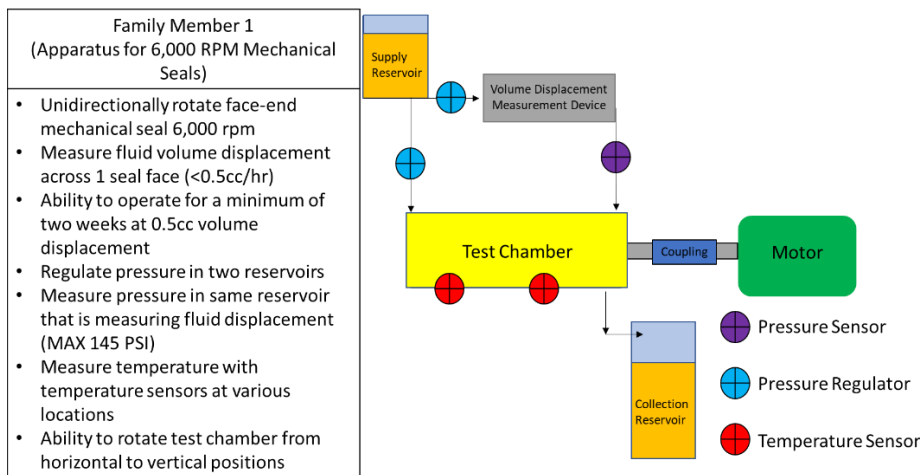 Family Member 1
(Apparatus for 6,000 RPM Mechanical
Seals)
• Unidirectionally rotate face-end
mechanical seal 6,000 rpm
• Measure fluid volume displacement
across 1 seal face (<0.5cc/hr)
• Ability to operate for a minimum of
two weeks at 0.5cc volume
displacement
• Regulate pressure in two reservoirs
• Measure pressure in same reservoir
that is measuring fluid displacement
(MAX 145 PSI)
• Measure temperature with
temperature sensors at various
locations
• Ability to rotate test chamber from
horizontal to vertical positions
Supply
Reservoir
Volume Displacement
Measurement Device
Test Chamber
Coupling
Motor
Collection
Reservoir
Pressure Sensor
Pressure Regulator
Temperature Sensor